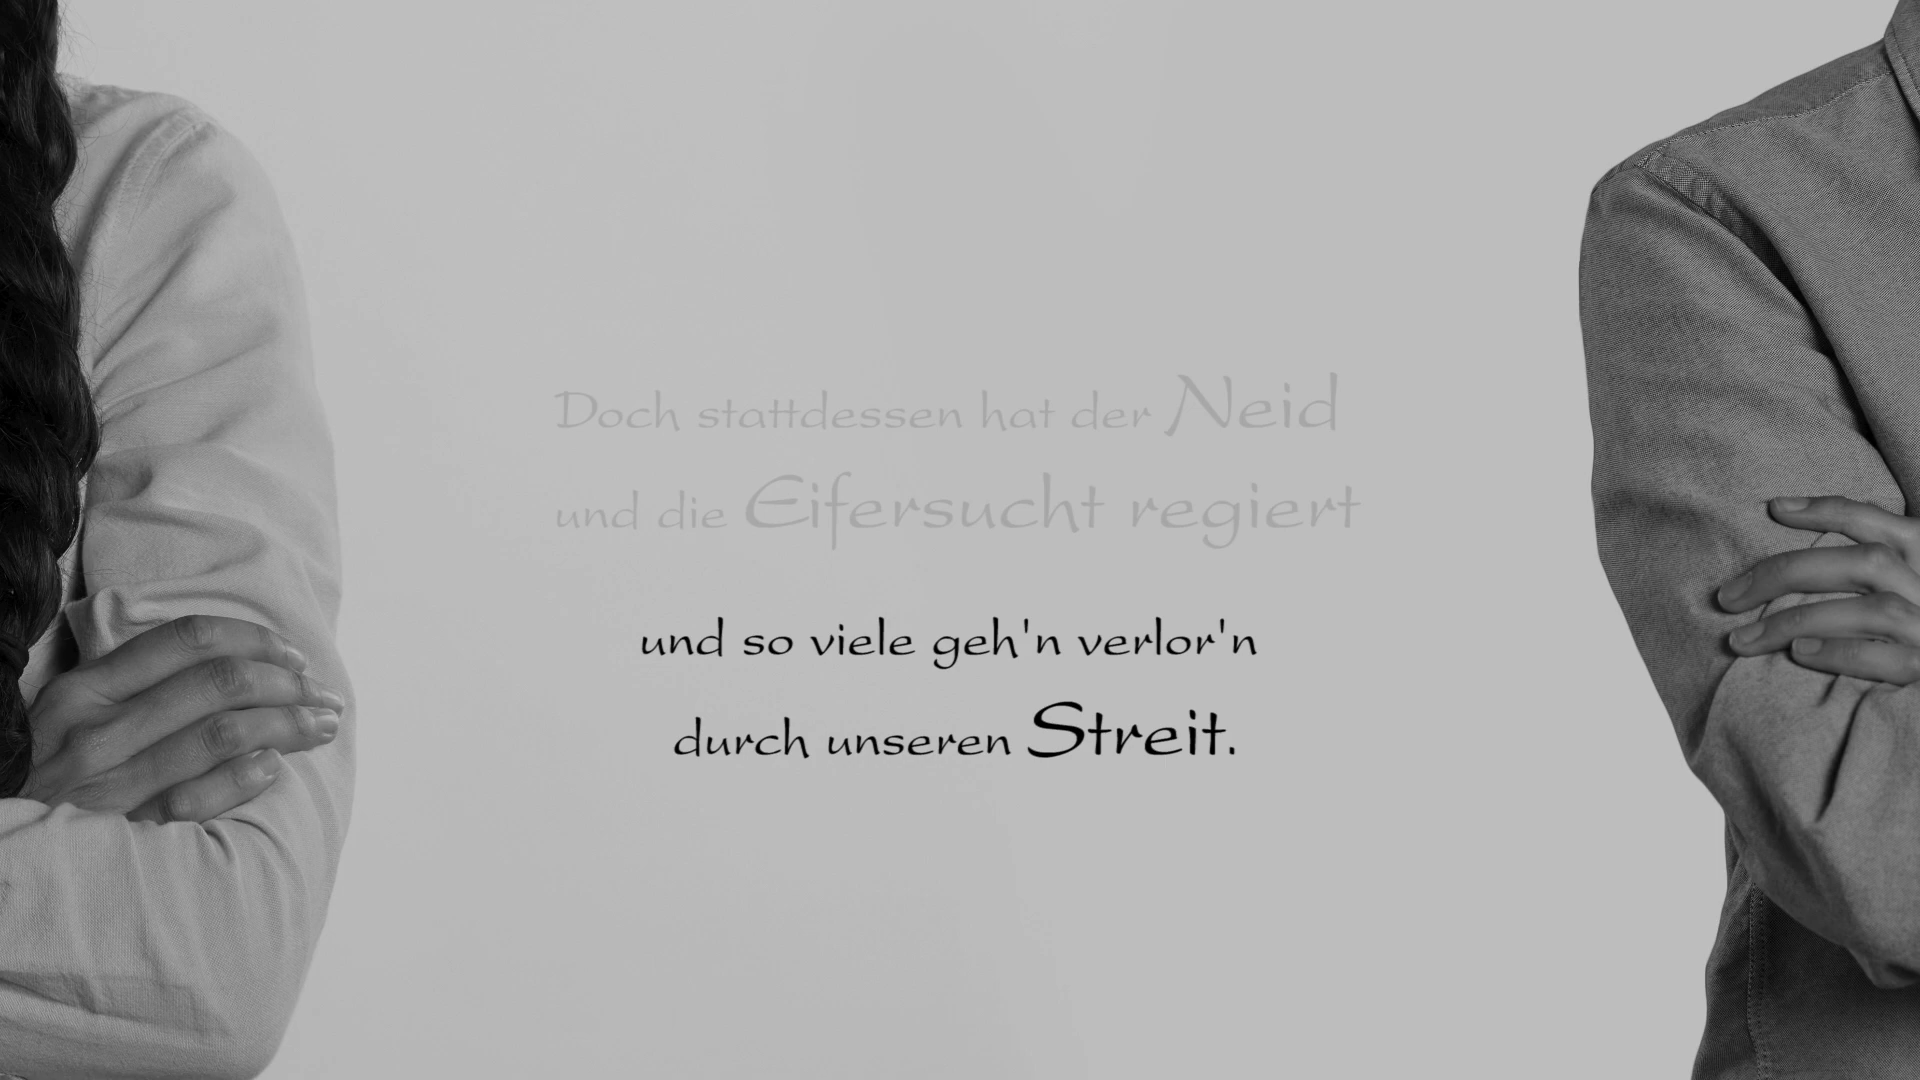 Doch stattdessen hat der Neid
und die Eifersucht regiert
und so viele geh'n verlor'n
durch unseren Streit.